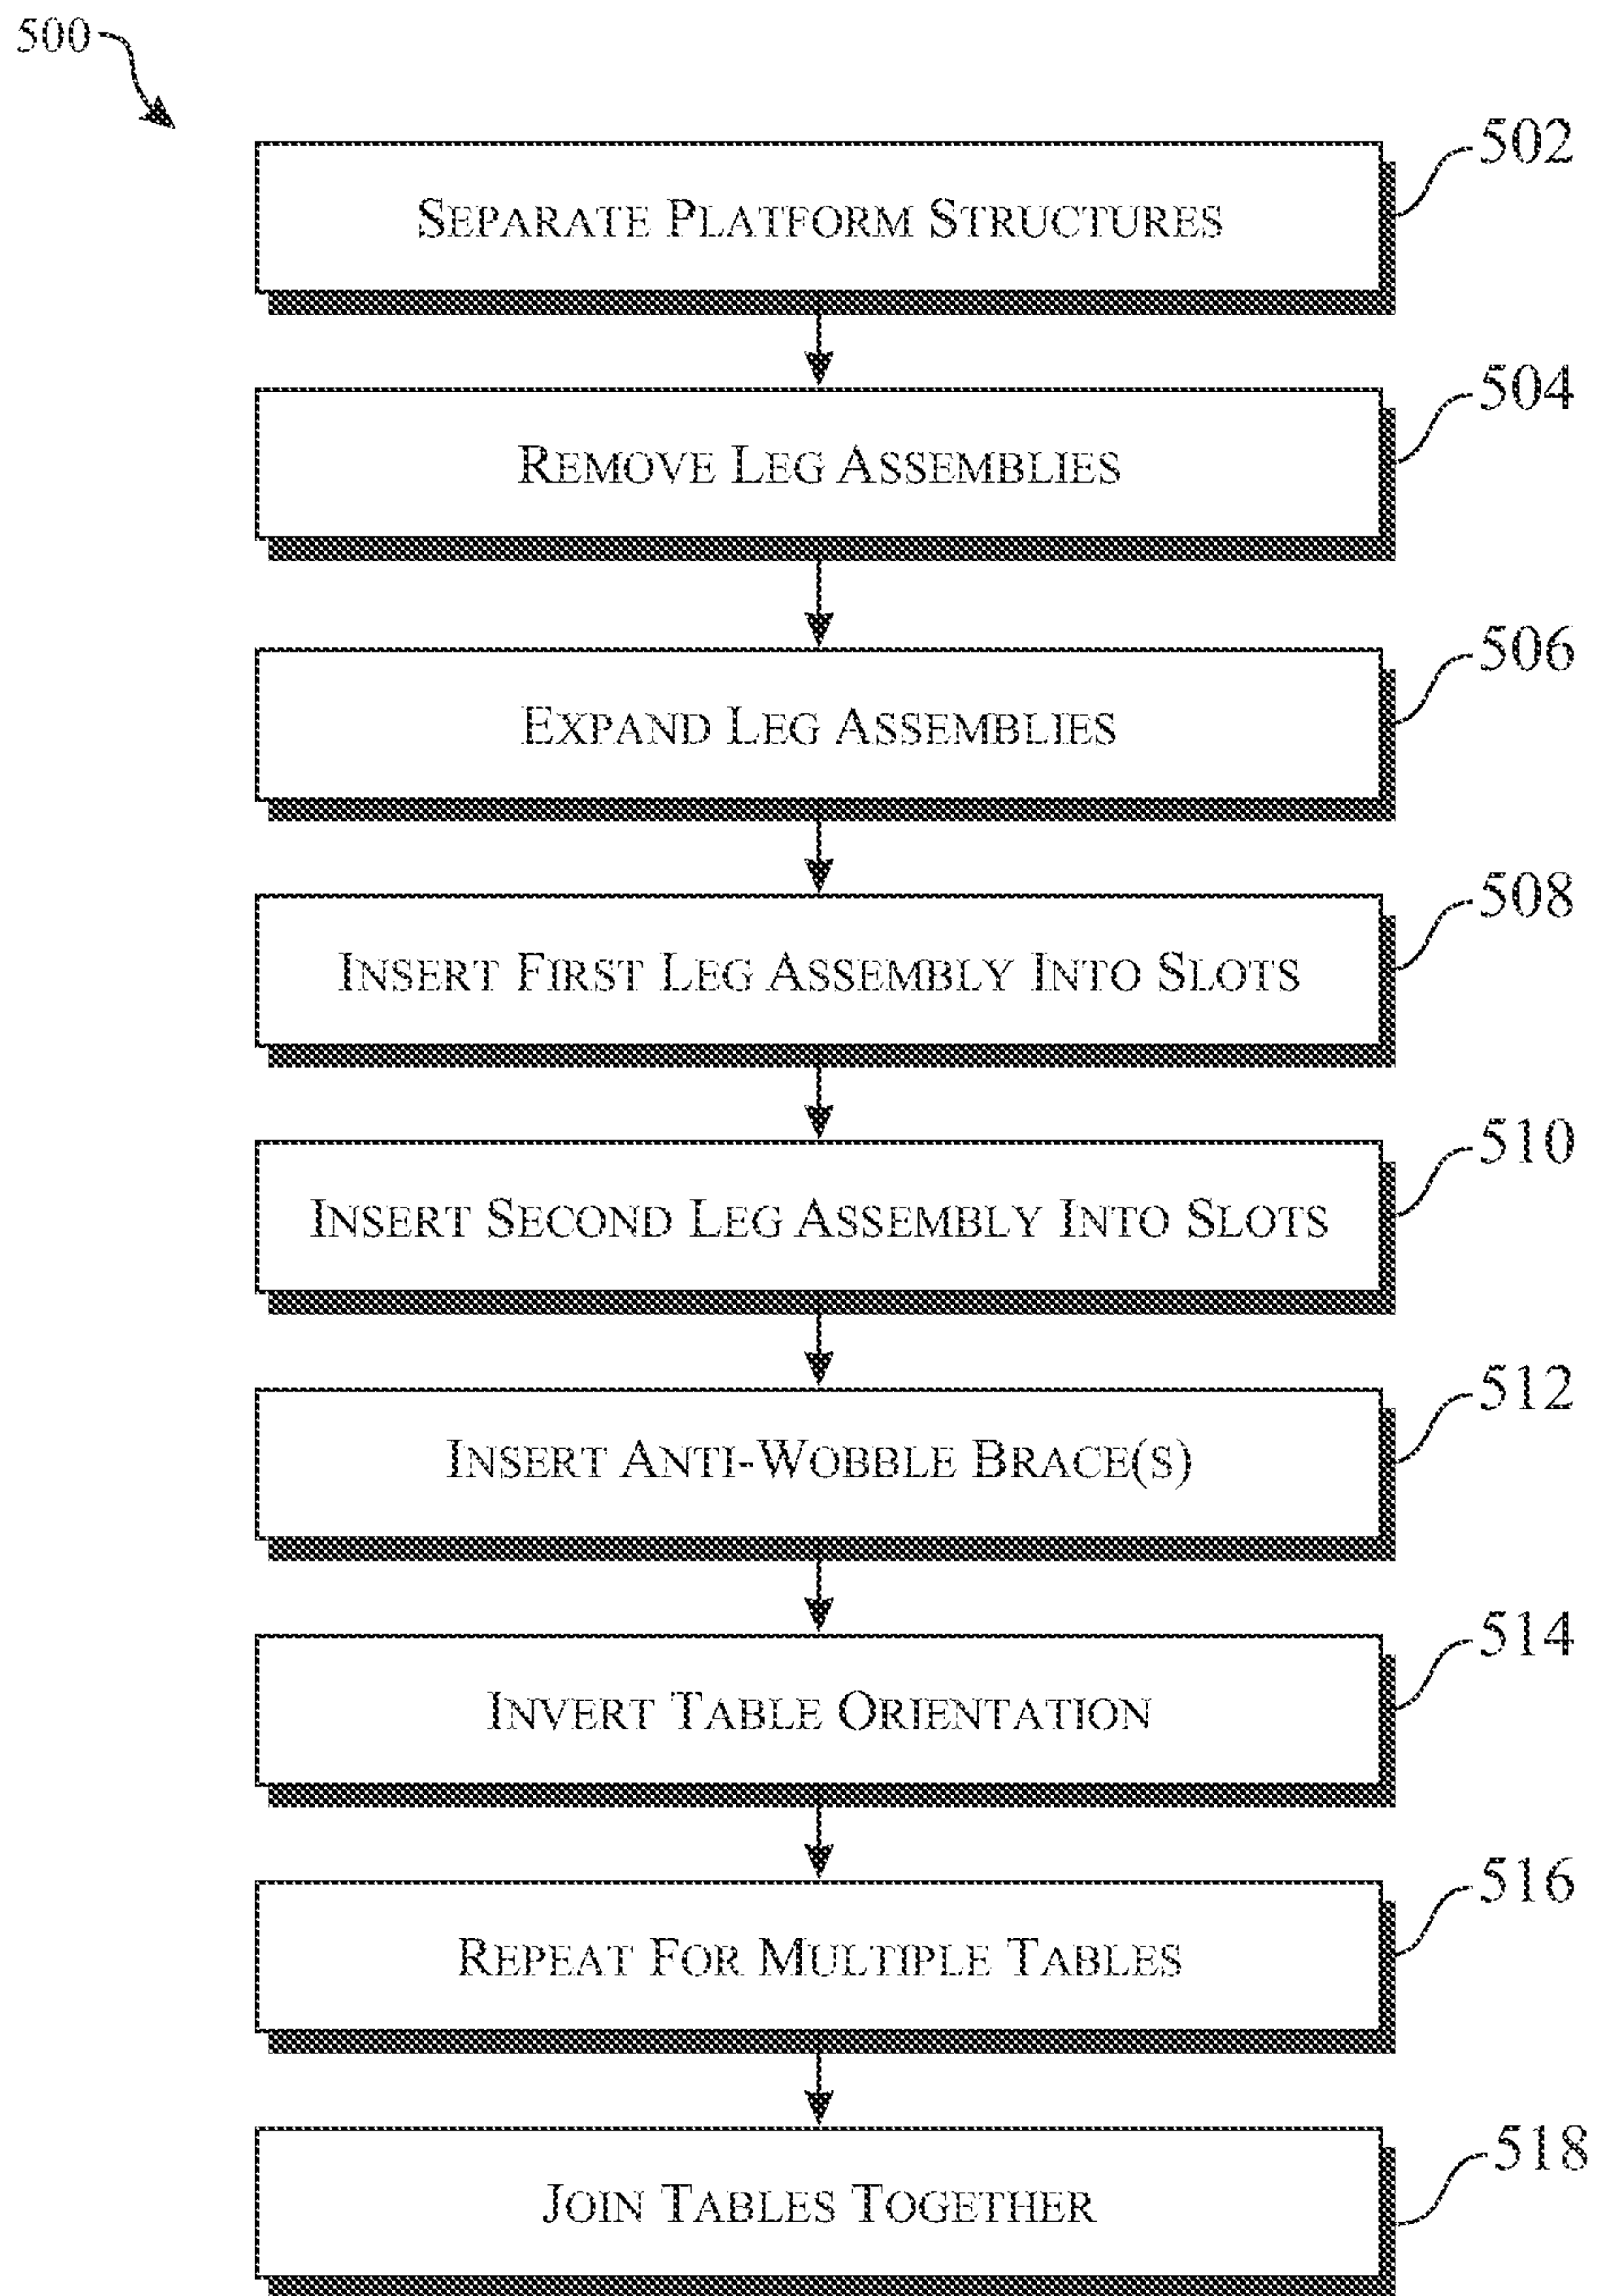 500
502
SEPARATE PLATFORM STRUCTURES
504
REMOVE LEG ASSEMBLIES
506
EXPAND LEG ASSEMBLIES
508
INSERT FIRST LEG ASSEMBLY INTO SLOTS
510
INSERT SECOND LEG ASSEMBLY INTO SLOTS
512
INSERT ANTI-WOBBLE BRACE(S)
514
INVERT TABLE ORIENTATION
516
REPEAT FOR MULTIPLE TABLES
518
JOIN TABLES TOGETHER